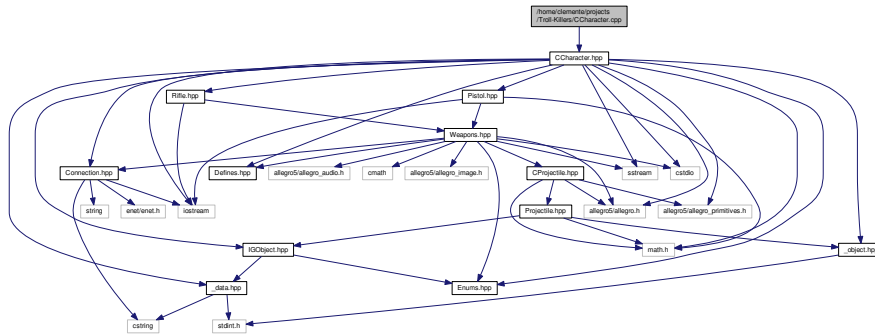 /home/clemente/projects
/Troll-Killers/CCharacter.cpp
CCharacter.hpp
Rifle.hpp
Pistol.hpp
Weapons.hpp
Connection.hpp
Defines.hpp
allegro5/allegro_audio.h
cmath
allegro5/allegro_image.h
CProjectile.hpp
sstream
cstdio
string
enet/enet.h
iostream
Projectile.hpp
allegro5/allegro.h
allegro5/allegro_primitives.h
IGObject.hpp
math.h
_object.hp
_data.hpp
Enums.hpp
cstring
stdint.h